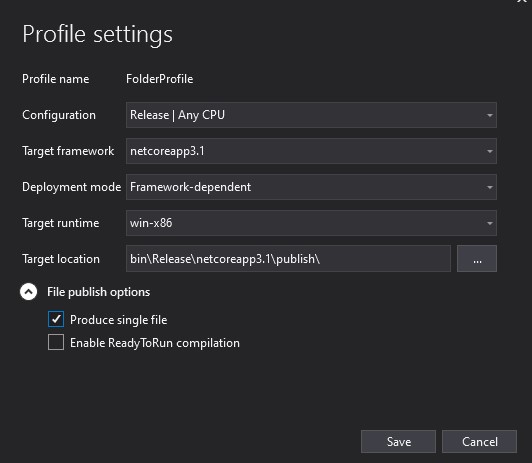 Profile settings
Profile name FolderProfile
Configuration Release | Any CPU
Target framework netcoreapp3.1
Deployment mode Framework-dependent
Target runtime win-x86
Target location bin\Release\netcoreapp3.1\publish\ ...
File publish options
Produce single file
Enable ReadyToRun compilation
Save Cancel